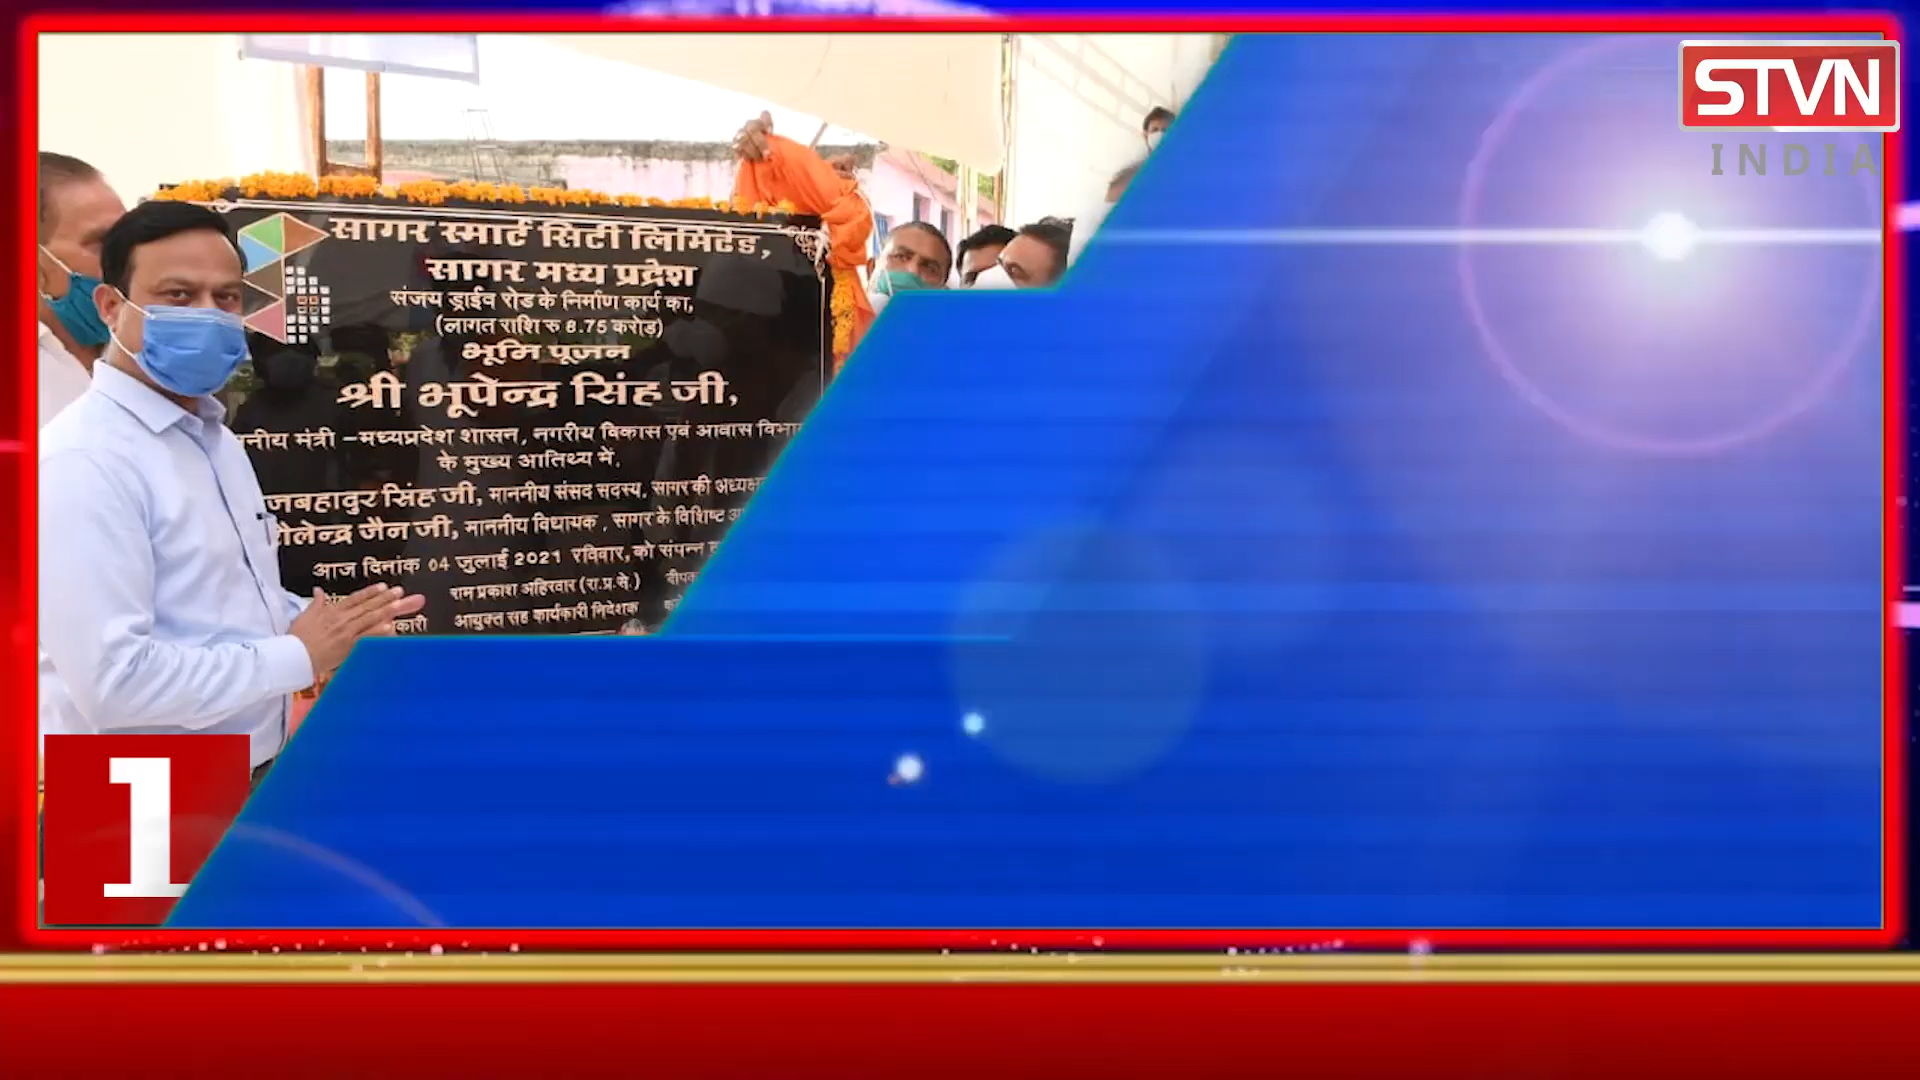 STVN
INDIA
सागर स्मार्ट सिटी लिमिटेड,
सागर मध्य प्रदेश
संजय ड्राईव रोड के निर्माण कार्य का,
(लागत राशि रु 8.75 करोड़)
भूमि पूजन
श्री भूपेन्द्र सिंह जी,
मंत्री -मध्यप्रदेश शासन, नगरीय विकास एवं आवास
के मुख्य आतिथ्य में,
सिंह जी, माननीय संसद सदस्य, सागर की
जैन जी, माननीय विधायक, सागर के विशिष्ट
आज दिनांक 04 जुलाई 2021 रविवार, को संपन्न
राम प्रकाश अहिरवार (रा.प्र.से.)
आयुक्त सह कार्यकारी निदेशक
1